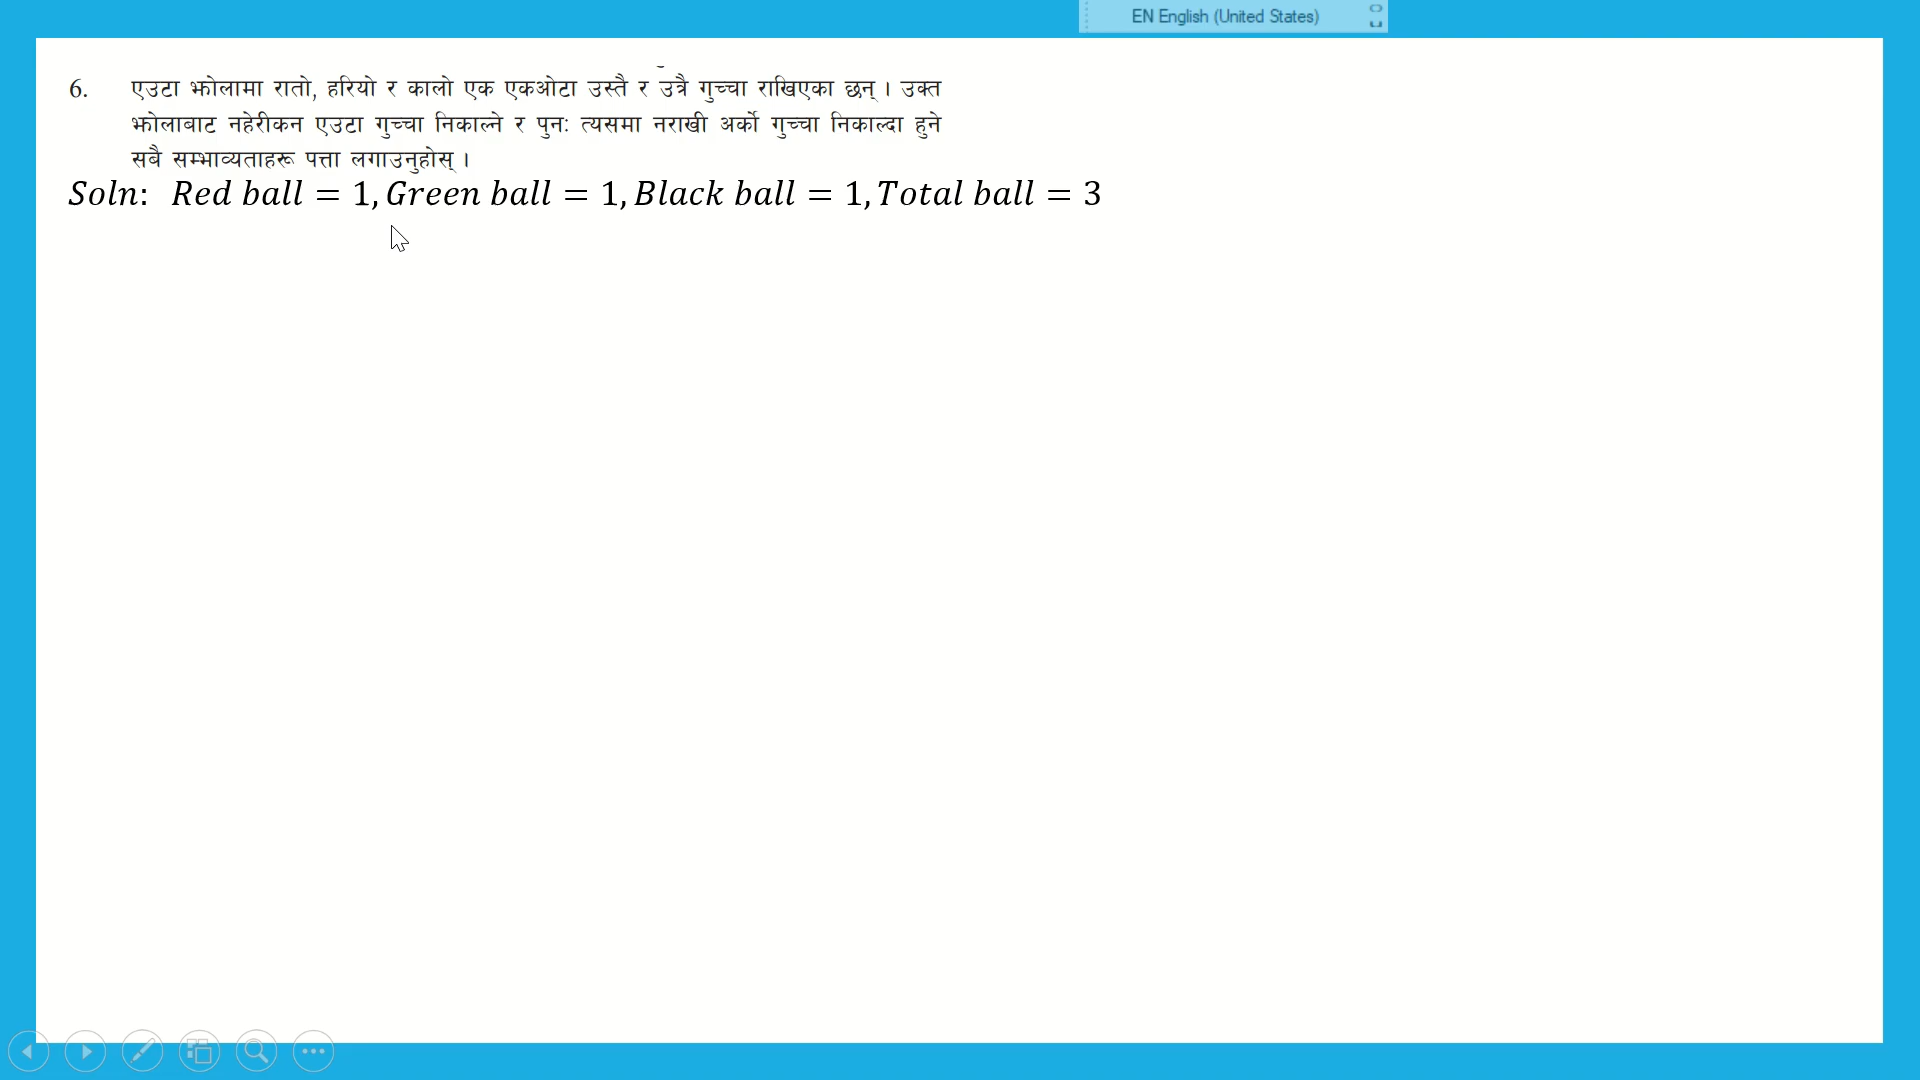 EN English (United States)
6. एउटा झोलामा रातो, हरियो र कालो एक एकओटा उस्तै र उत्रै गुच्चा राखिएका छन् । उक्त
झोलाबाट नहेरीकन एउटा गुच्चा निकाल्ने र पुनः त्यसमा नराखी अर्को गुच्चा निकाल्दा हुने
सबै सम्भाव्यताहरू पत्ता लगाउनुहोस् ।
Soln: Red ball = 1, Green ball = 1, Black ball = 1, Total ball = 3